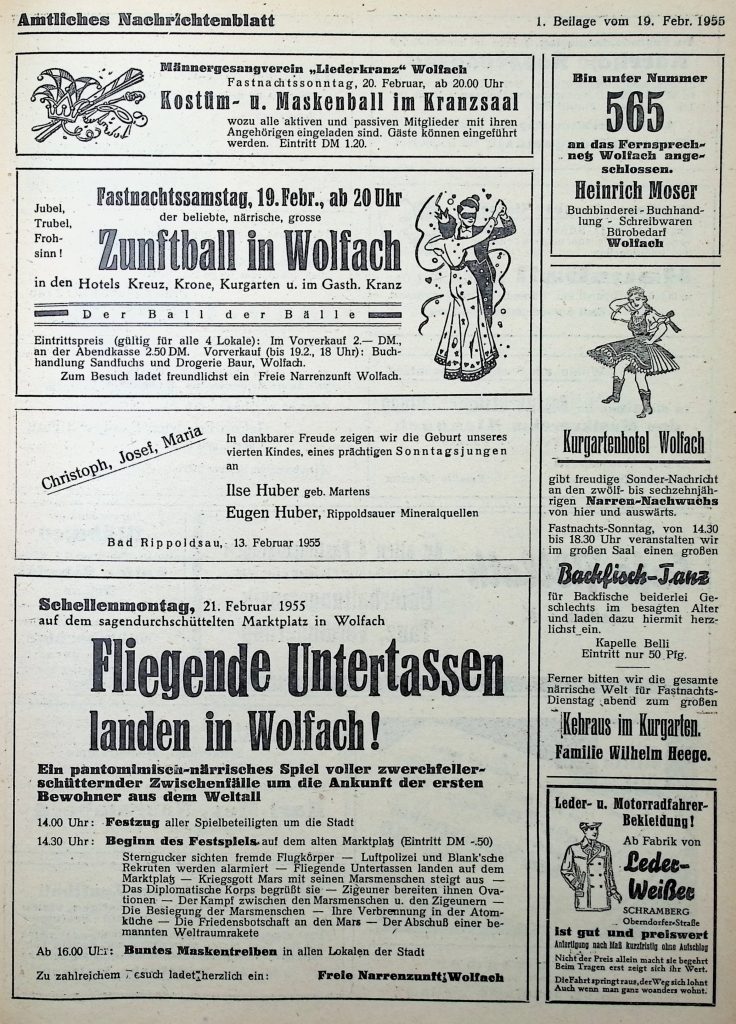 Amtliches Nachrichtenblatt
1. Beilage vom 19. Febr. 1955
Männergesangverein „Liederkranz“ Wolfach
Fastnachtssonntag, 20. Februar, ab 20.00 Uhr
Kostüm- u. Maskenball im Kranzsaal
wozu alle aktiven und passiven Mitglieder mit ihren
Angehörigen eingeladen sind. Gäste können eingeführt
werden. Eintritt DM 1.20.
Jubel,
Trubel,
Froh-
sinn!
Fastnachtssamstag, 19. Febr., ab 20 Uhr
der beliebte, närrische, grosse
Zunftball in Wolfach
in den Hotels Kreuz, Krone, Kurgarten u. im Gasth. Kranz
Der Ball der Bälle
Eintrittspreis (gültig für alle 4 Lokale): Im Vorverkauf 2.— DM.,
an der Abendkasse 2.50 DM. Vorverkauf (bis 19.2., 18 Uhr): Buch-
handlung Sandfuchs und Drogerie Baur, Wolfach.
Zum Besuch ladet freundlichst ein Freie Narrenzunft Wolfach.
Christoph, Josef, Maria
In dankbarer Freude zeigen wir die Geburt unseres
vierten Kindes, eines prächtigen Sonntagsjungen
an
Ilse Huber geb. Martens
Eugen Huber, Rippoldsauer Mineralquellen
Bad Rippoldsau, 13. Februar 1955
Schellenmontag, 21. Februar 1955
auf dem sagendurchschüttelten Marktplatz in Wolfach
Fliegende Untertassen
landen in Wolfach!
Ein pantomimisch-närrisches Spiel voller zwerchfeller-
schütternder Zwischenfälle um die Ankunft der ersten
Bewohner aus dem Weltall
14.00 Uhr: Festzug aller Spielbeteiligten um die Stadt
14.30 Uhr: Beginn des Festspiels auf dem alten Marktplatz (Eintritt DM -.50)
Sterngucker sichten fremde Flugkörper — Luftpolizei und Blank'sche
Rekruten werden alarmiert — Fliegende Untertassen landen auf dem
Marktplatz — Kriegsgott Mars mit seinen Marsmenschen steigt aus —
Das Diplomatische Korps begrüßt sie — Zigeuner bereiten ihnen Ova-
tionen — Der Kampf zwischen den Marsmenschen u. den Zigeunern —
Die Besiegung der Marsmenschen — Ihre Verbrennung in der Atom-
küche — Die Friedensbotschaft an den Mars — Der Abschuß einer be-
mannten Weltraumrakete
Ab 16.00 Uhr: Buntes Maskentreiben in allen Lokalen der Stadt
Zu zahlreichem Besuch ladet herzlich ein: Freie Narrenzunft Wolfach
Bin unter Nummer
565
an das Fernsprech-
netz Wolfach ange-
schlossen.
Heinrich Moser
Buchbinderei - Buchhand-
lung - Schreibwaren
Bürobedarf
Wolfach
Kurgartenhotel Wolfach
gibt freudige Sonder-Nachricht
an den zwölf- bis sechzehnjäh-
rigen Narren-Nachwuchs
von hier und auswärts.
Fastnachts-Sonntag, von 14.30
bis 18.30 Uhr veranstalten wir
im großen Saal einen großen
Backfisch-Tanz
für Backfische beiderlei Ge-
schlechts im besagten Alter
und laden dazu hiermit herz-
lichst ein.
Kapelle Belli
Eintritt nur 50 Pfg.
Ferner bitten wir die gesamte
närrische Welt für Fastnachts-
Dienstag abend zum großen
Kehraus im Kurgarten.
Familie Wilhelm Heege.
Leder- u. Motorradfahrer-
Bekleidung!
Ab Fabrik von
Leder-
Weißer
SCHRAMBERG
Oberndorfer-Straße
ist gut und preiswert
Anfertigung nach Maß kurzfristig ohne Aufschlag
Nicht der Preis allein macht sie begehrt
Beim Tragen erst zeigt sich ihr Wert.
Die Fahrt springt raus, der Weg sich lohnt
Auch wenn man ganz woanders wohnt.